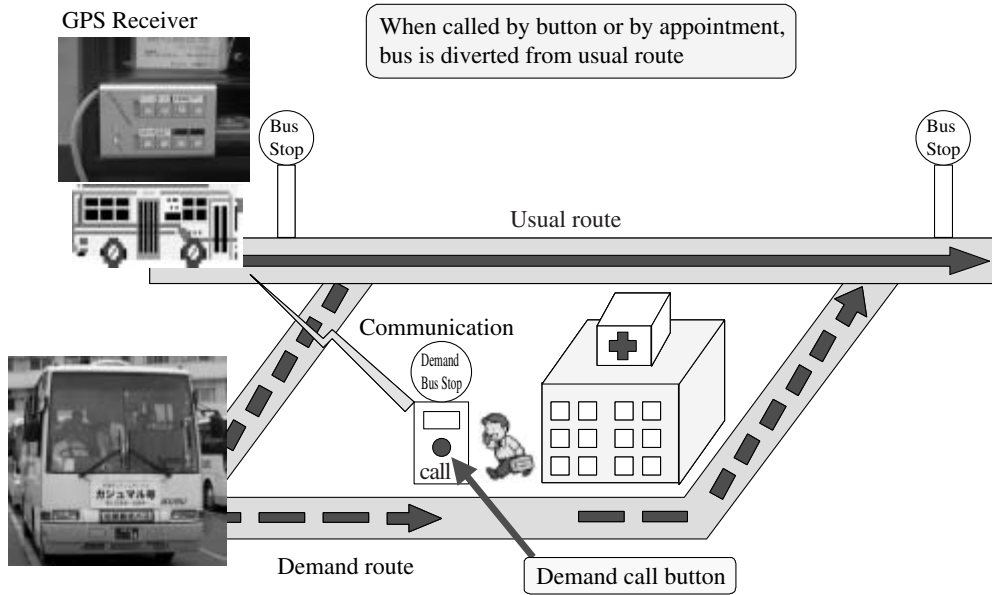 GPS Receiver
When called by button or by appointment,
bus is diverted from usual route
Bus
Stop
Bus
Stop
Usual route
Communication
Demand
Bus Stop
call
ガジュマル号
Demand route
Demand call button